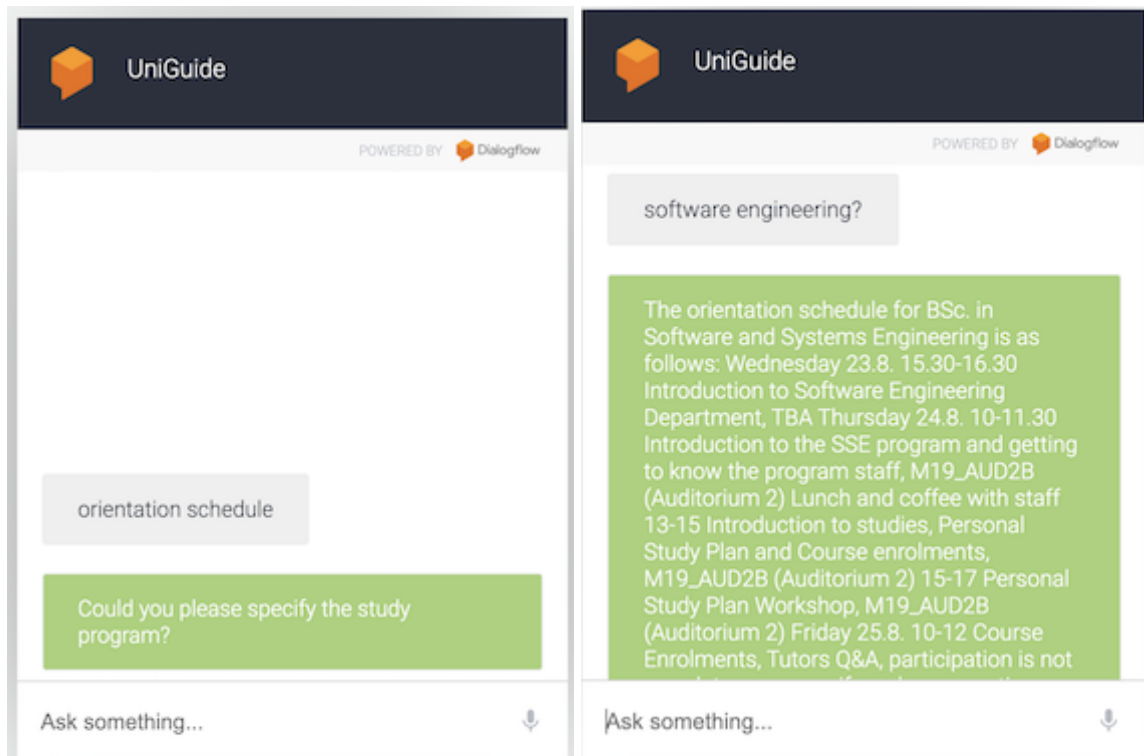 UniGuide
POWERED BY Dialogflow
orientation schedule
Could you please specify the study
program?
Ask something...
UniGuide
POWERED BY Dialogflow
software engineering?
The orientation schedule for BSc. in
Software and Systems Engineering is as
follows: Wednesday 23.8. 15.30-16.30
Introduction to Software Engineering
Department, TBA Thursday 24.8. 10-11.30
Introduction to the SSE program and getting
to know the program staff, M19_AUD2B
(Auditorium 2) Lunch and coffee with staff
13-15 Introduction to studies, Personal
Study Plan and Course enrolments,
M19_AUD2B (Auditorium 2) 15-17 Personal
Study Plan Workshop, M19_AUD2B
(Auditorium 2) Friday 25.8. 10-12 Course
Enrolments, Tutors Q&A, participation is not
Ask something...